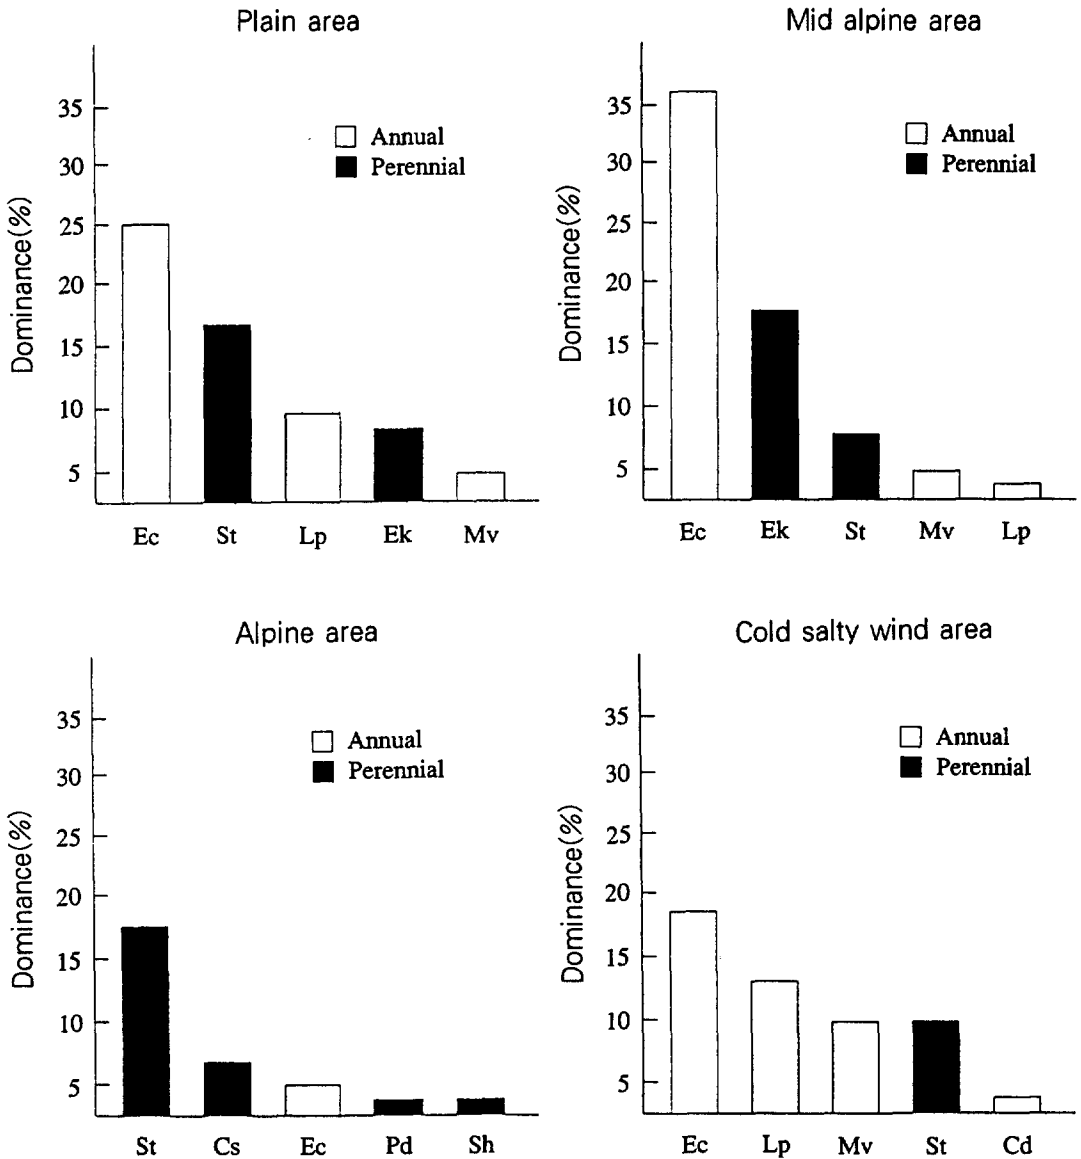 Plain area
Dominance(%)
35
30
25
20
15
10
5
Annual
Perennial
Ec St Lp Ek Mv
Mid alpine area
Dominance(%)
35
30
25
20
15
10
5
Annual
Perennial
Ec Ek St Mv Lp
Alpine area
Dominance(%)
35
30
25
20
15
10
5
Annual
Perennial
St Cs Ec Pd Sh
Cold salty wind area
Dominance(%)
35
30
25
20
15
10
5
Annual
Perennial
Ec Lp Mv St Cd